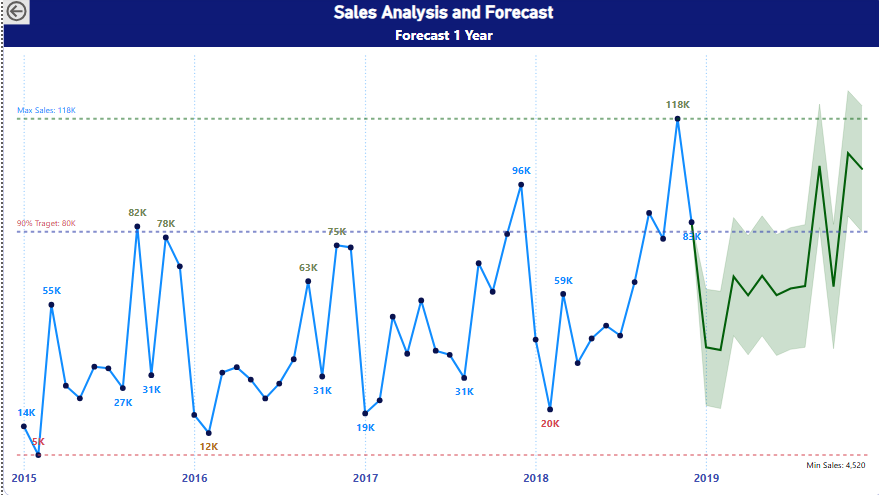 Sales Analysis and Forecast
Forecast 1 Year
118K
Max Sales: 118K
96K
82K
78K
75K
90% Traget: 80K
83K
63K
59K
55K
31K
31K
31K
27K
14K
19K
20K
5K
12K
Min Sales: 4,520
2015 2016 2017 2018 2019